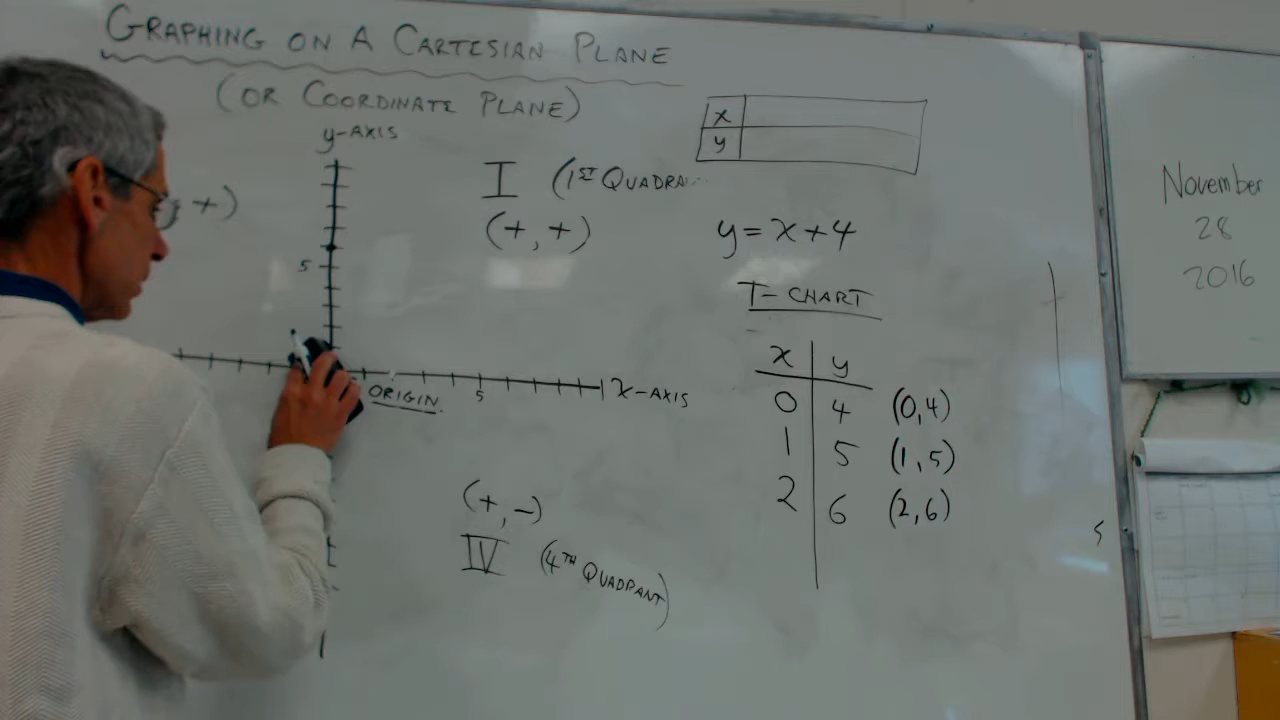 GRAPHING ON A CARTESIAN PLANE
(OR COORDINATE PLANE)
y-AXIS
I (1ST
(+,+)
+)
5
ORIGIN
5
X-AXIS
(+,-)
IV (4TH QUADRANT)
x
y
y=x+4
T-CHART
x y
0 4 (0,4)
1 5 (1,5)
2 6 (2,6)
November
28
2016